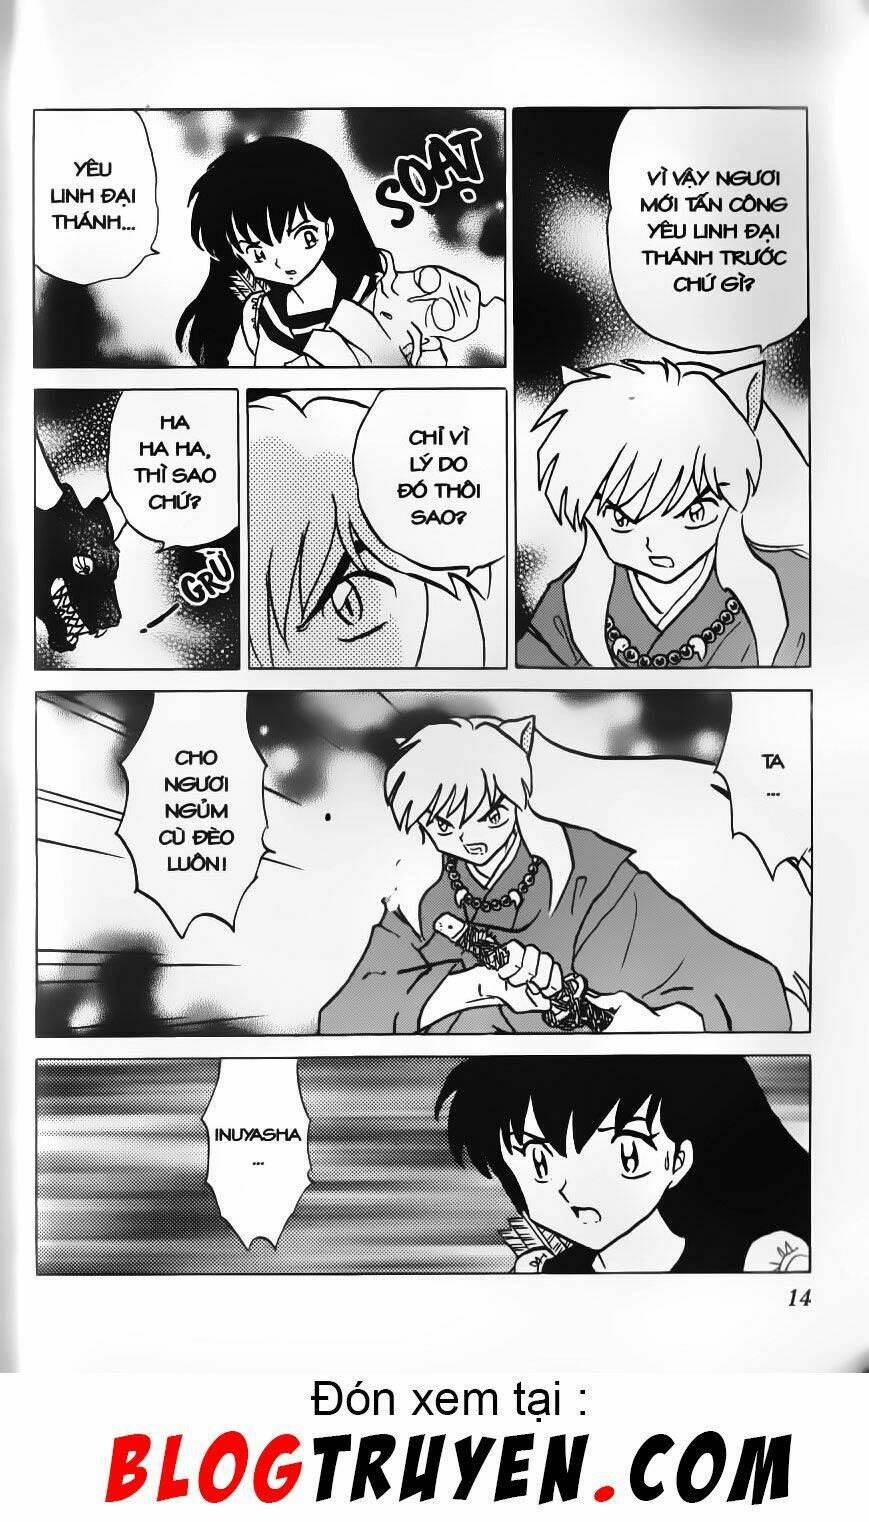 VÌ VẬY NGƯƠI
MỚI TẤN CÔNG
YÊU LINH ĐẠI
THÁNH TRƯỚC
CHỨ GÌ?
SOẠT
YÊU
LINH ĐẠI
THÁNH...
CHỈ VÌ
LÝ DO
ĐÓ THÔI
SAO?
HA
HA HA,
THÌ SAO
CHỨ?
GRỪ
TA
...
CHO
NGƯƠI
NGỦM
CÙ ĐÈO
LUÔN!
INUYASHA
...
14
Đón xem tại :
BLOGTRUYEN.COM